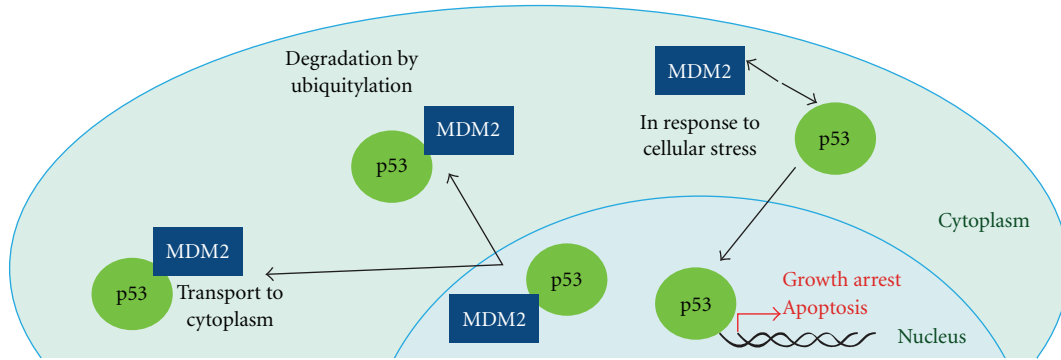 Degradation by
ubiquitylation
MDM2
p53
MDM2
In response to
cellular stress
p53
Cytoplasm
MDM2
p53
Transport to
cytoplasm
p53
MDM2
p53
Growth arrest
Apoptosis
Nucleus